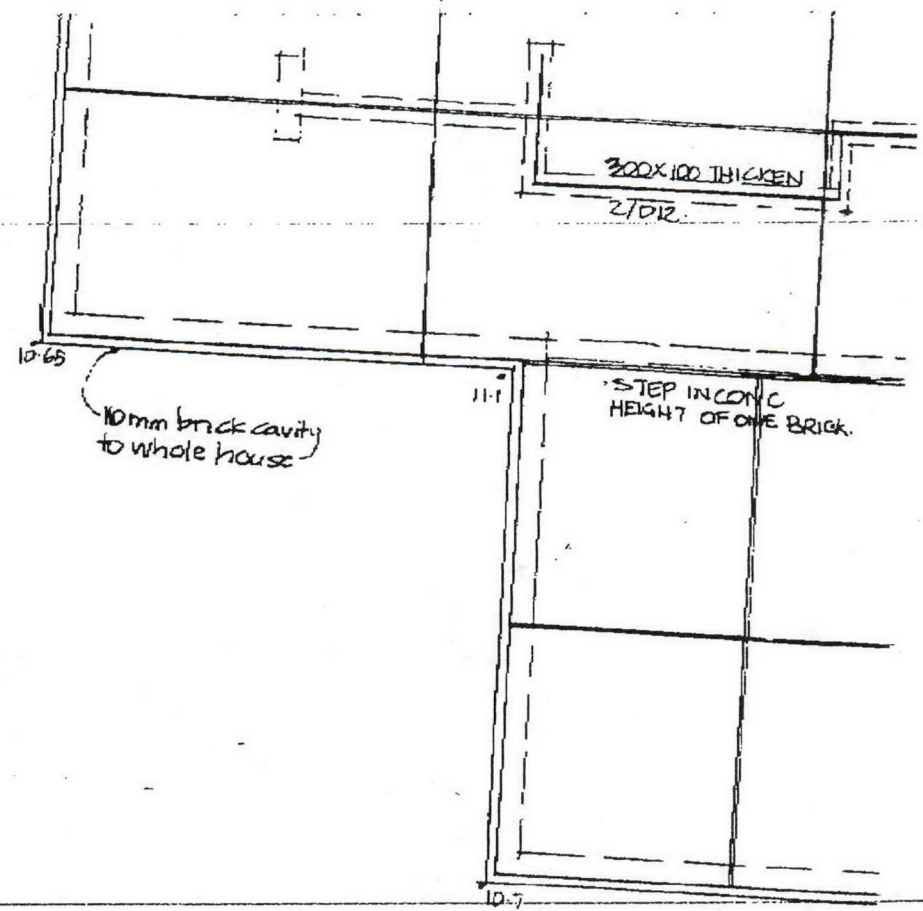 300X100 THICKEN
2/D12.
10.65
11.1
STEP IN CONC
HEIGHT OF ONE BRICK.
10mm brick cavity
to whole house
10.7